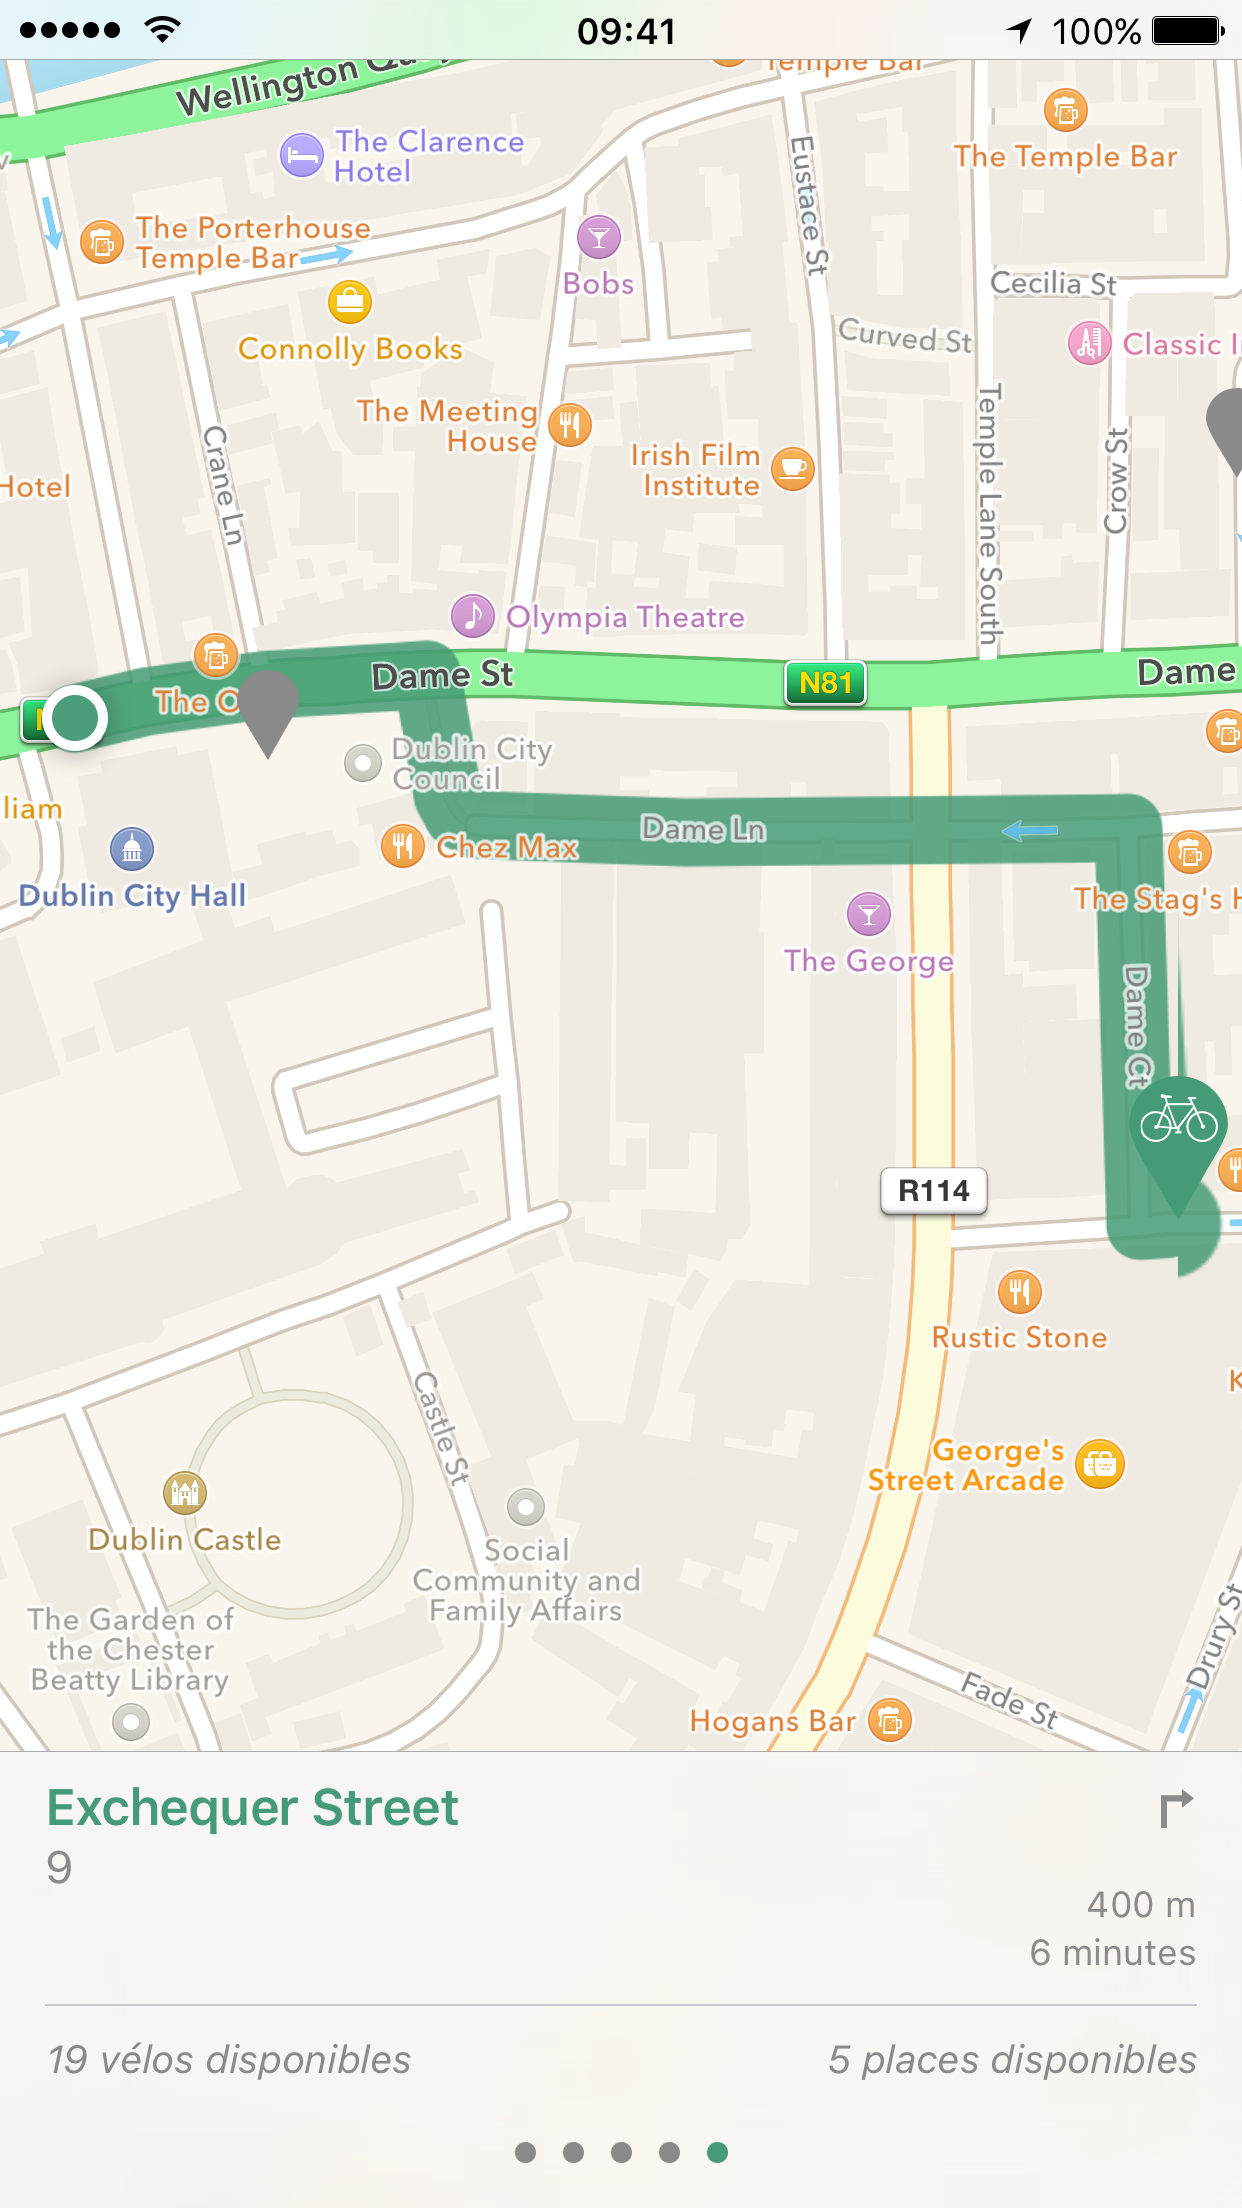 09:41
100%
Wellington
Temple Bar
The Clarence
Hotel
The Temple Bar
Eustace St
The Porterhouse
Temple Bar
Bobs
Cecilia St
Connolly Books
Curved St
Classic
The Meeting
House
Irish Film
Institute
Temple Lane South
Crow St
Crane Ln
Hotel
Olympia Theatre
Dame St
N81
Dame
The
Dublin City
Council
Dame Ln
Chez Max
liam
Dublin City Hall
The Stag's
The George
Dame Ct
R114
Rustic Stone
George's
Street Arcade
Castle St
Dublin Castle
Social
Community and
Family Affairs
The Garden of
the Chester
Beatty Library
Drury St
Fade St
Hogans Bar
Exchequer Street
9
400 m
6 minutes
19 vélos disponibles
5 places disponibles